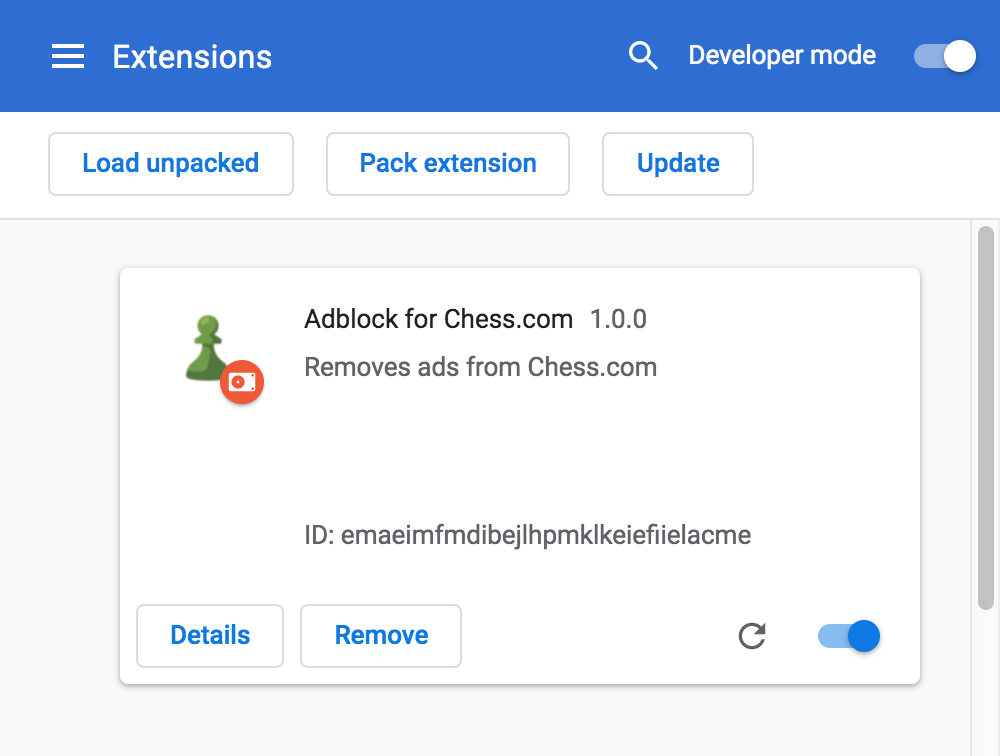 Extensions
Developer mode
Load unpacked
Pack extension
Update
Adblock for Chess.com 1.0.0
Removes ads from Chess.com
ID: emaeimfmdibejlhpmklkeiefiielacme
Details
Remove